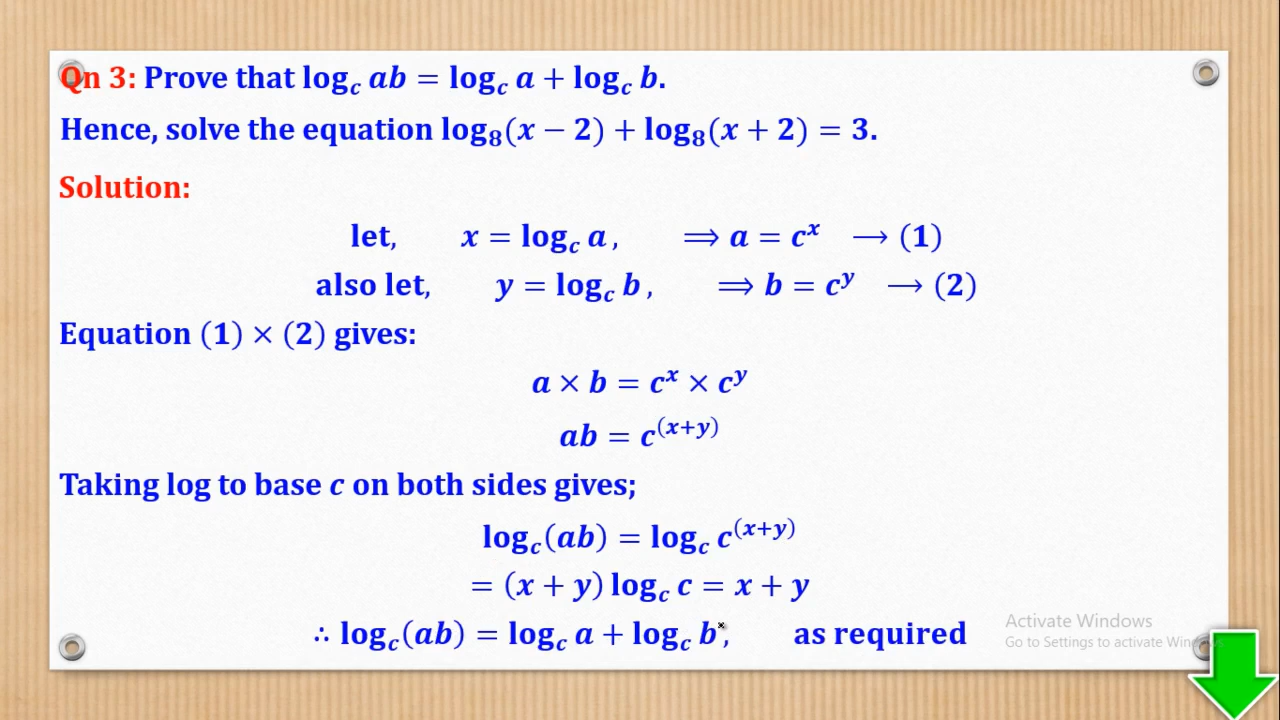 Qn 3: Prove that log_c ab = log_c a + log_c b.
Hence, solve the equation log₈(x − 2) + log₈(x + 2) = 3.
Solution:
let, x = log_c a, ⟹ a = c^x ⟶ (1)
also let, y = log_c b, ⟹ b = c^y ⟶ (2)
Equation (1) × (2) gives:
a × b = c^x × c^y
ab = c^(x+y)
Taking log to base c on both sides gives;
log_c(ab) = log_c c^(x+y)
= (x + y) log_c c = x + y
∴ log_c(ab) = log_c a + log_c b, as required
Activate Windows
Go to Settings to activate Windows.